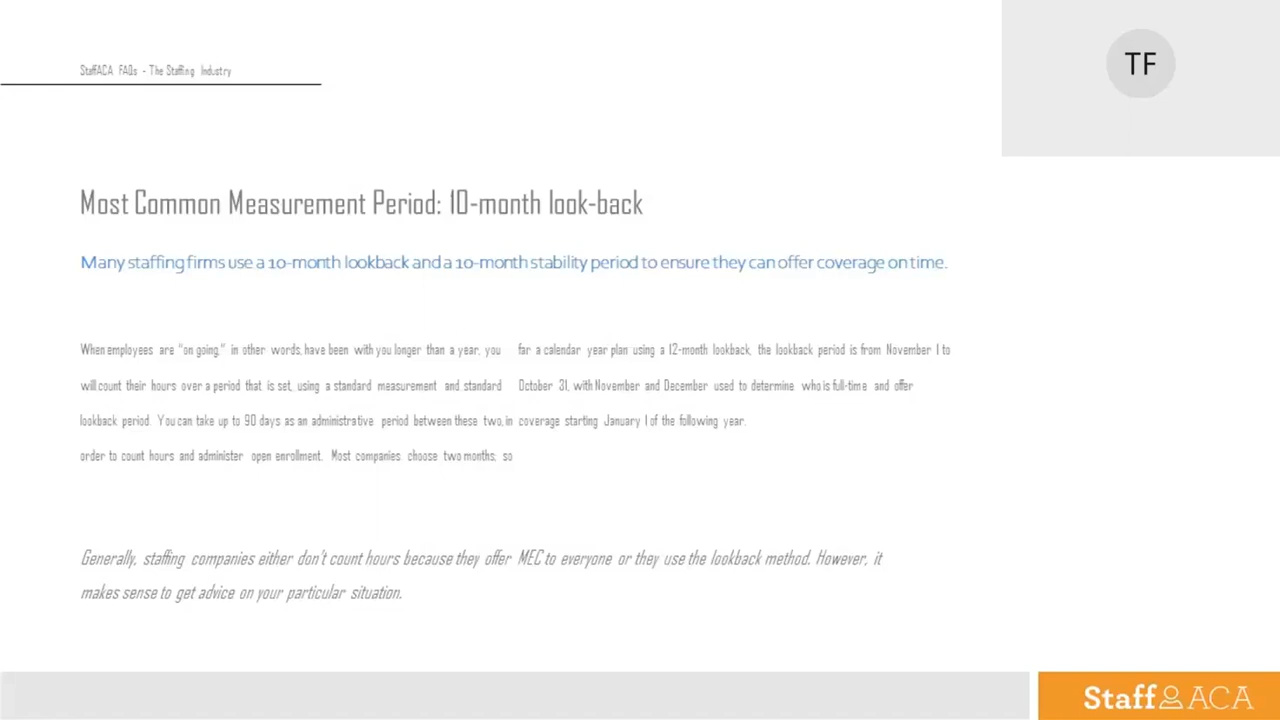 StaffACA FAQs - The Staffing Industry
TF
Most Common Measurement Period: 10-month look-back
Many staffing firms use a 10-month lookback and a 10-month stability period to ensure they can offer coverage on time.
When employees are "on going," in other words, have been with you longer than a year, you
will count their hours over a period that is set, using a standard measurement and standard
lookback period. You can take up to 90 days as an administrative period between these two, in
order to count hours and administer open enrollment. Most companies choose two months, so
far a calendar year plan using a 12-month lookback, the lookback period is from November 1 to
October 31, with November and December used to determine who is full-time and offer
coverage starting January 1 of the following year.
Generally, staffing companies either don't count hours because they offer MEC to everyone or they use the lookback method. However, it
makes sense to get advice on your particular situation.
Staff ACA